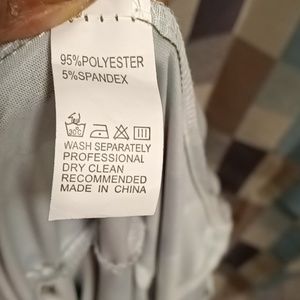 95%POLYESTER
5%SPANDEX
WASH SEPARATELY
PROFESSIONAL
DRY CLEAN
RECOMMENDED
MADE IN CHINA